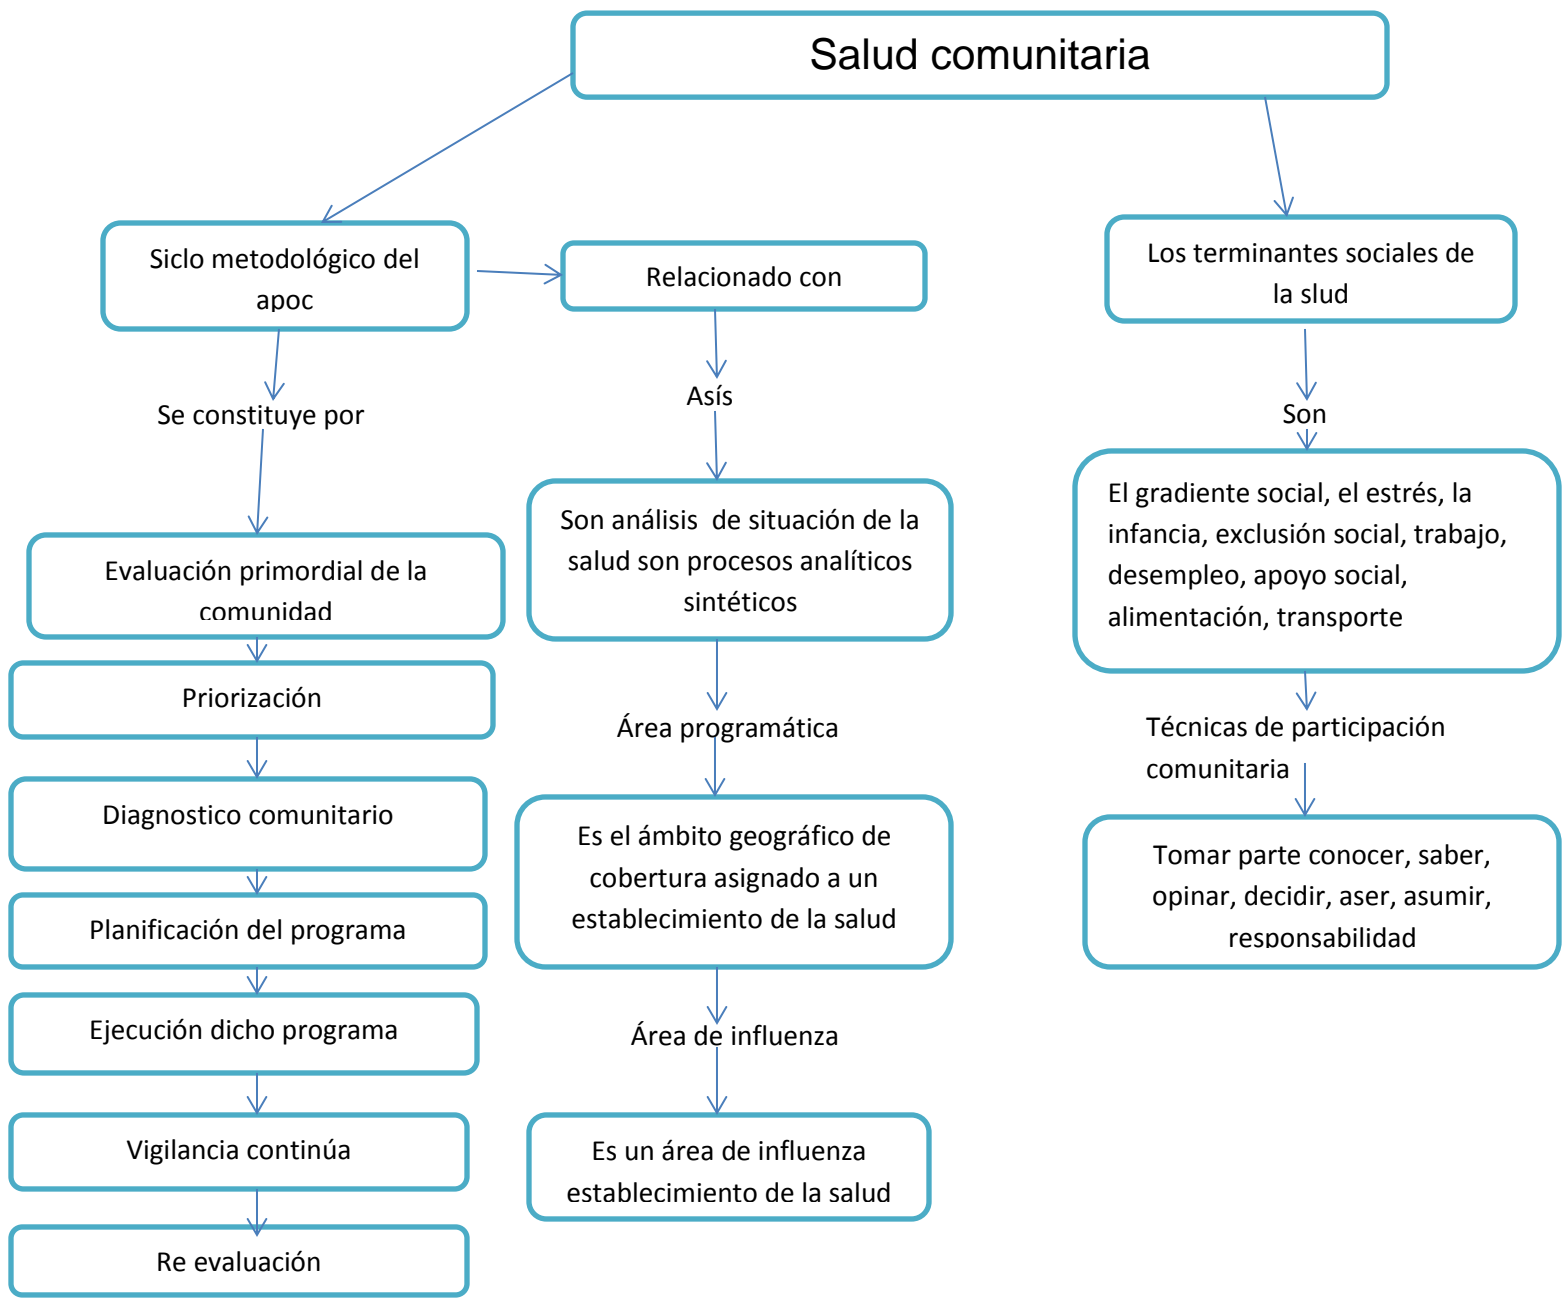 Salud comunitaria
Siclo metodológico del
apoc
Se constituye por
Evaluación primordial de la
comunidad
Priorización
Diagnostico comunitario
Planificación del programa
Ejecución dicho programa
Vigilancia continúa
Re evaluación
Relacionado con
Asís
Son análisis  de situación de la
salud son procesos analíticos
sintéticos
Área programática
Es el ámbito geográfico de
cobertura asignado a un
establecimiento de la salud
Área de influenza
Es un área de influenza
establecimiento de la salud
Los terminantes sociales de
la slud
Son
El gradiente social, el estrés, la
infancia, exclusión social, trabajo,
desempleo, apoyo social,
alimentación, transporte
Técnicas de participación
comunitaria
Tomar parte conocer, saber,
opinar, decidir, aser, asumir,
responsabilidad